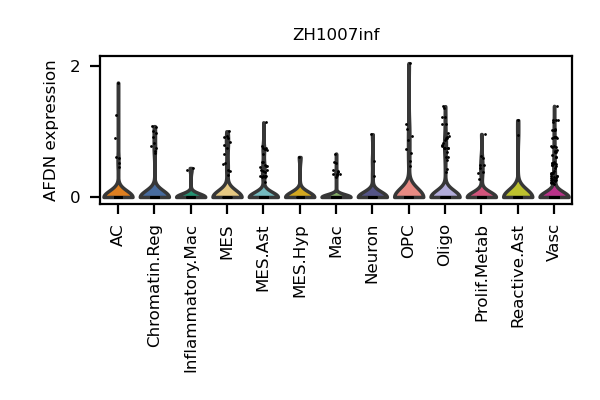 ZH1007inf
AFDN expression
2
0
AC
Chromatin.Reg
Inflammatory.Mac
MES
MES.Ast
MES.Hyp
Mac
Neuron
OPC
Oligo
Prolif.Metab
Reactive.Ast
Vasc